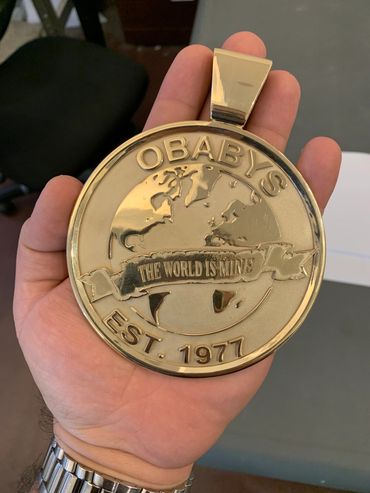 OBABYS
THE WORLD IS MINE
EST. 1977